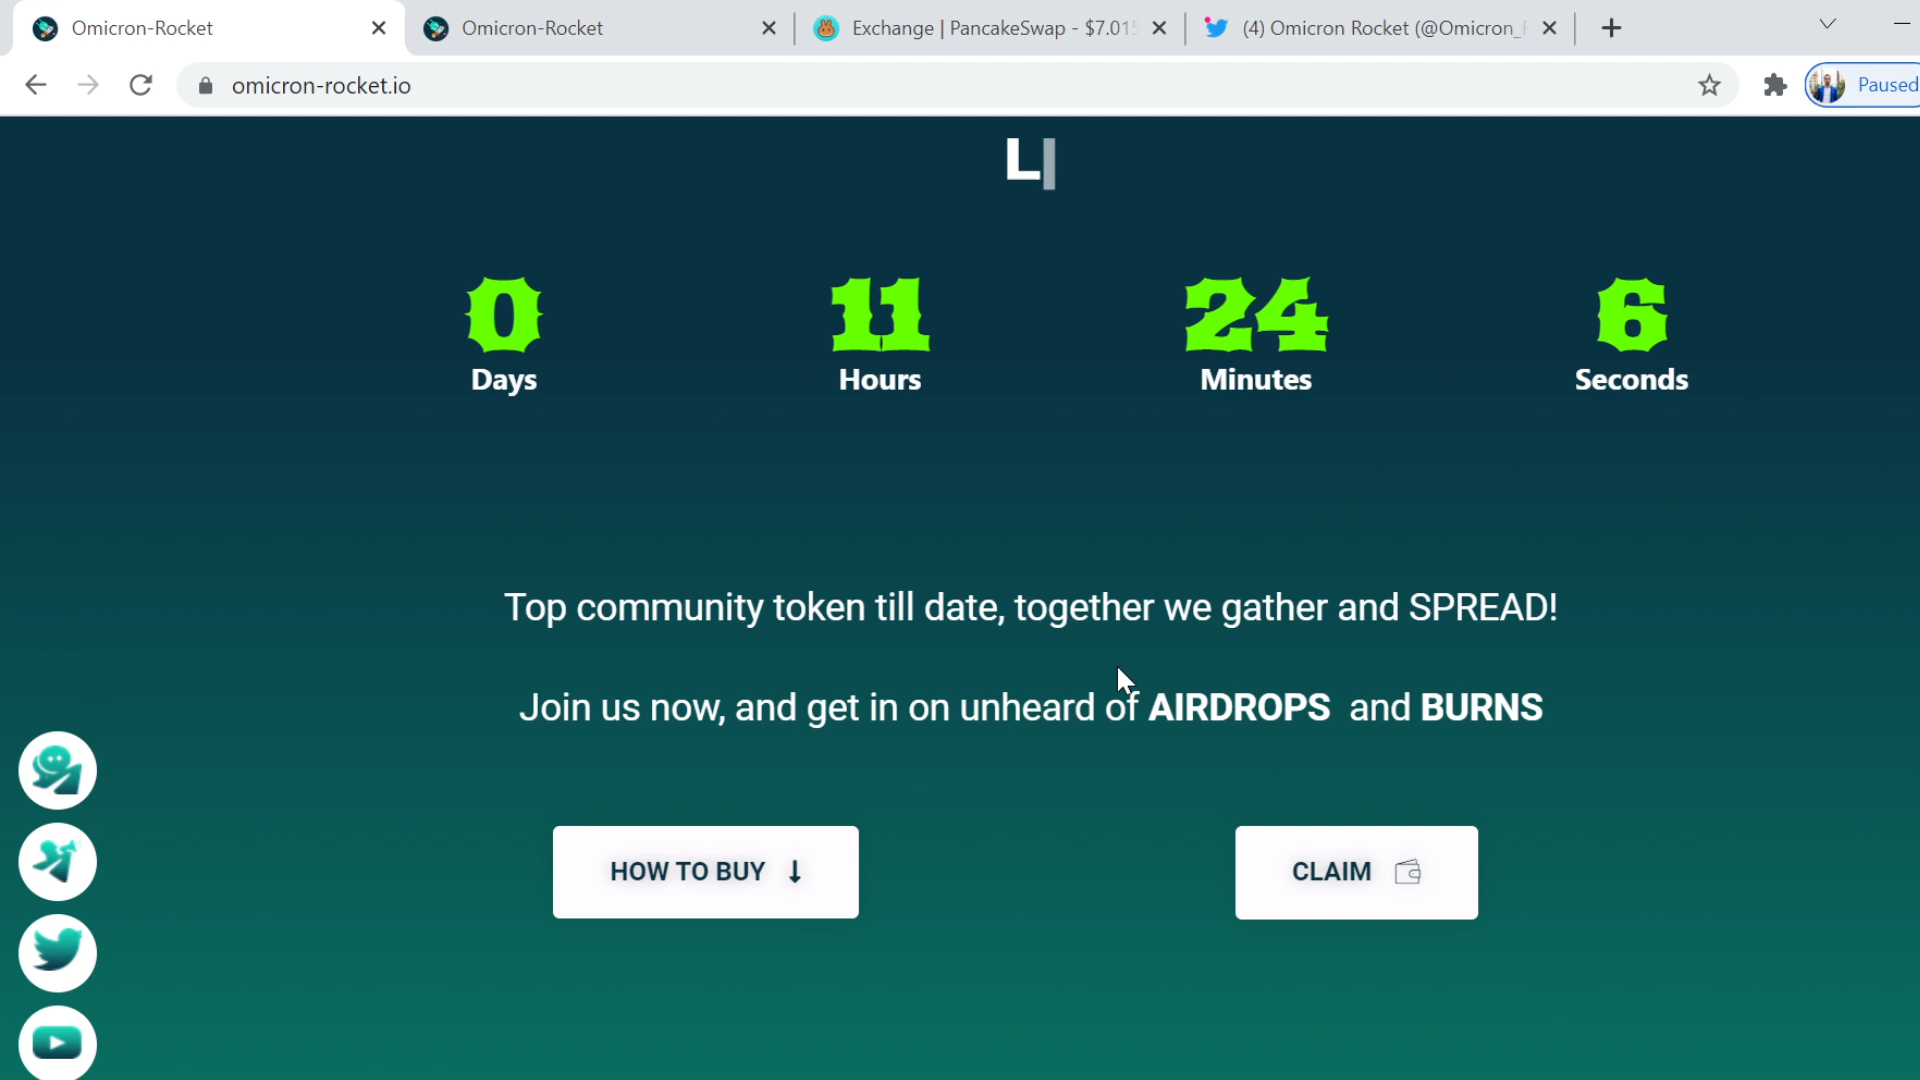 Omicron-Rocket
Omicron-Rocket
Exchange | PancakeSwap - $7.015
(4) Omicron Rocket (@Omicron_
omicron-rocket.io
Paused
L
0 11 24 6
Days Hours Minutes Seconds
Top community token till date, together we gather and SPREAD!
Join us now, and get in on unheard of AIRDROPS and BURNS
HOW TO BUY
CLAIM